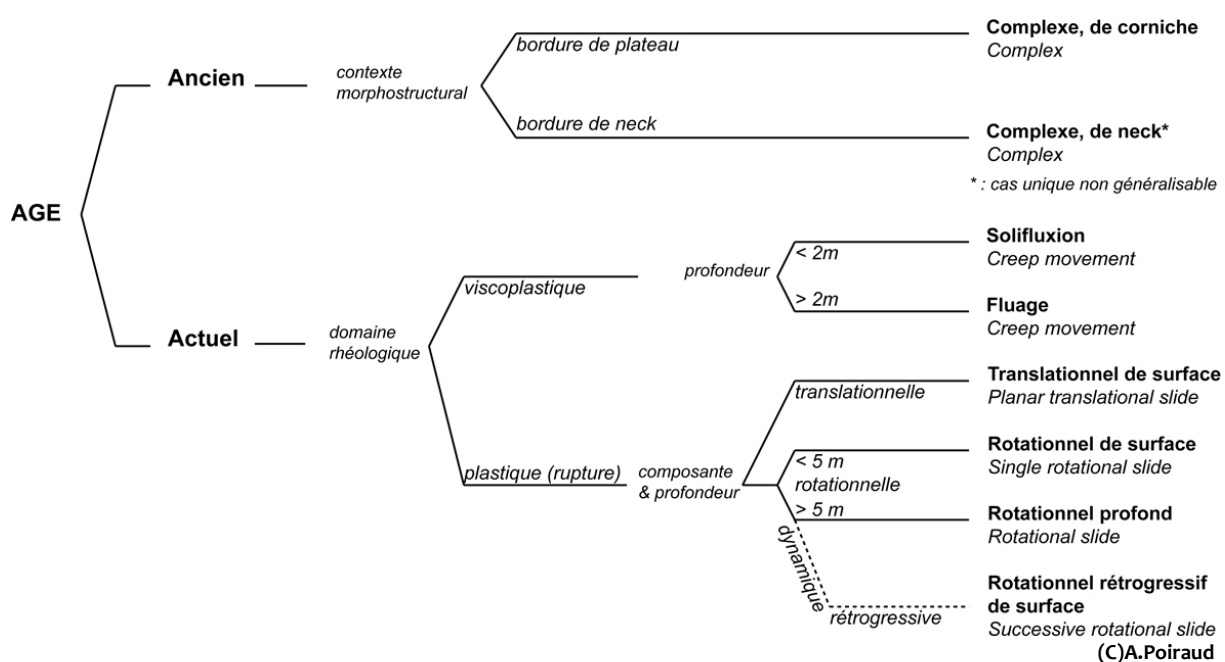 AGE
Ancien
contexte
morphostructural
bordure de plateau
Complexe, de corniche
Complex
bordure de neck
Complexe, de neck*
Complex
* : cas unique non généralisable
Actuel
domaine
rhéologique
viscoplastique
profondeur
< 2m
Solifluxion
Creep movement
> 2m
Fluage
Creep movement
plastique (rupture)
composante
& profondeur
translationnelle
Translationnel de surface
Planar translational slide
< 5 m
rotationnelle
Rotationnel de surface
Single rotational slide
> 5 m
Rotationnel profond
Rotational slide
dynamique
rétrogressive
Rotationnel rétrogressif
de surface
Successive rotational slide
(C)A.Poiraud